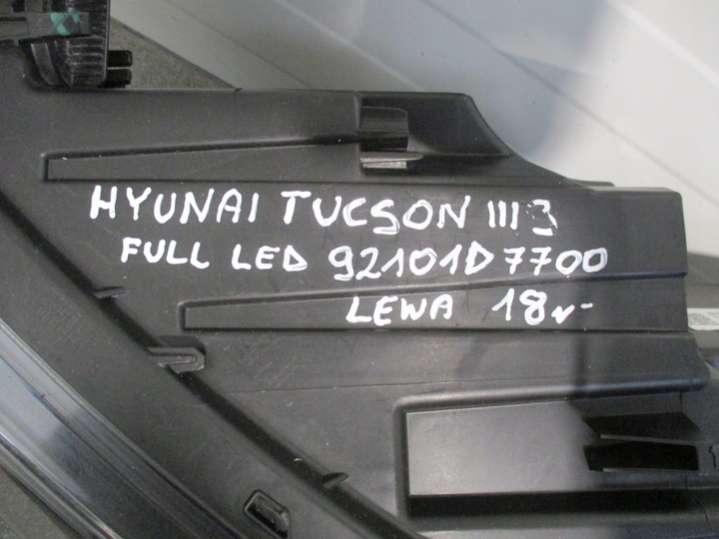 HYUNAI TUCSON III 3
FULL LED 92101D7700
LEWA 18r-